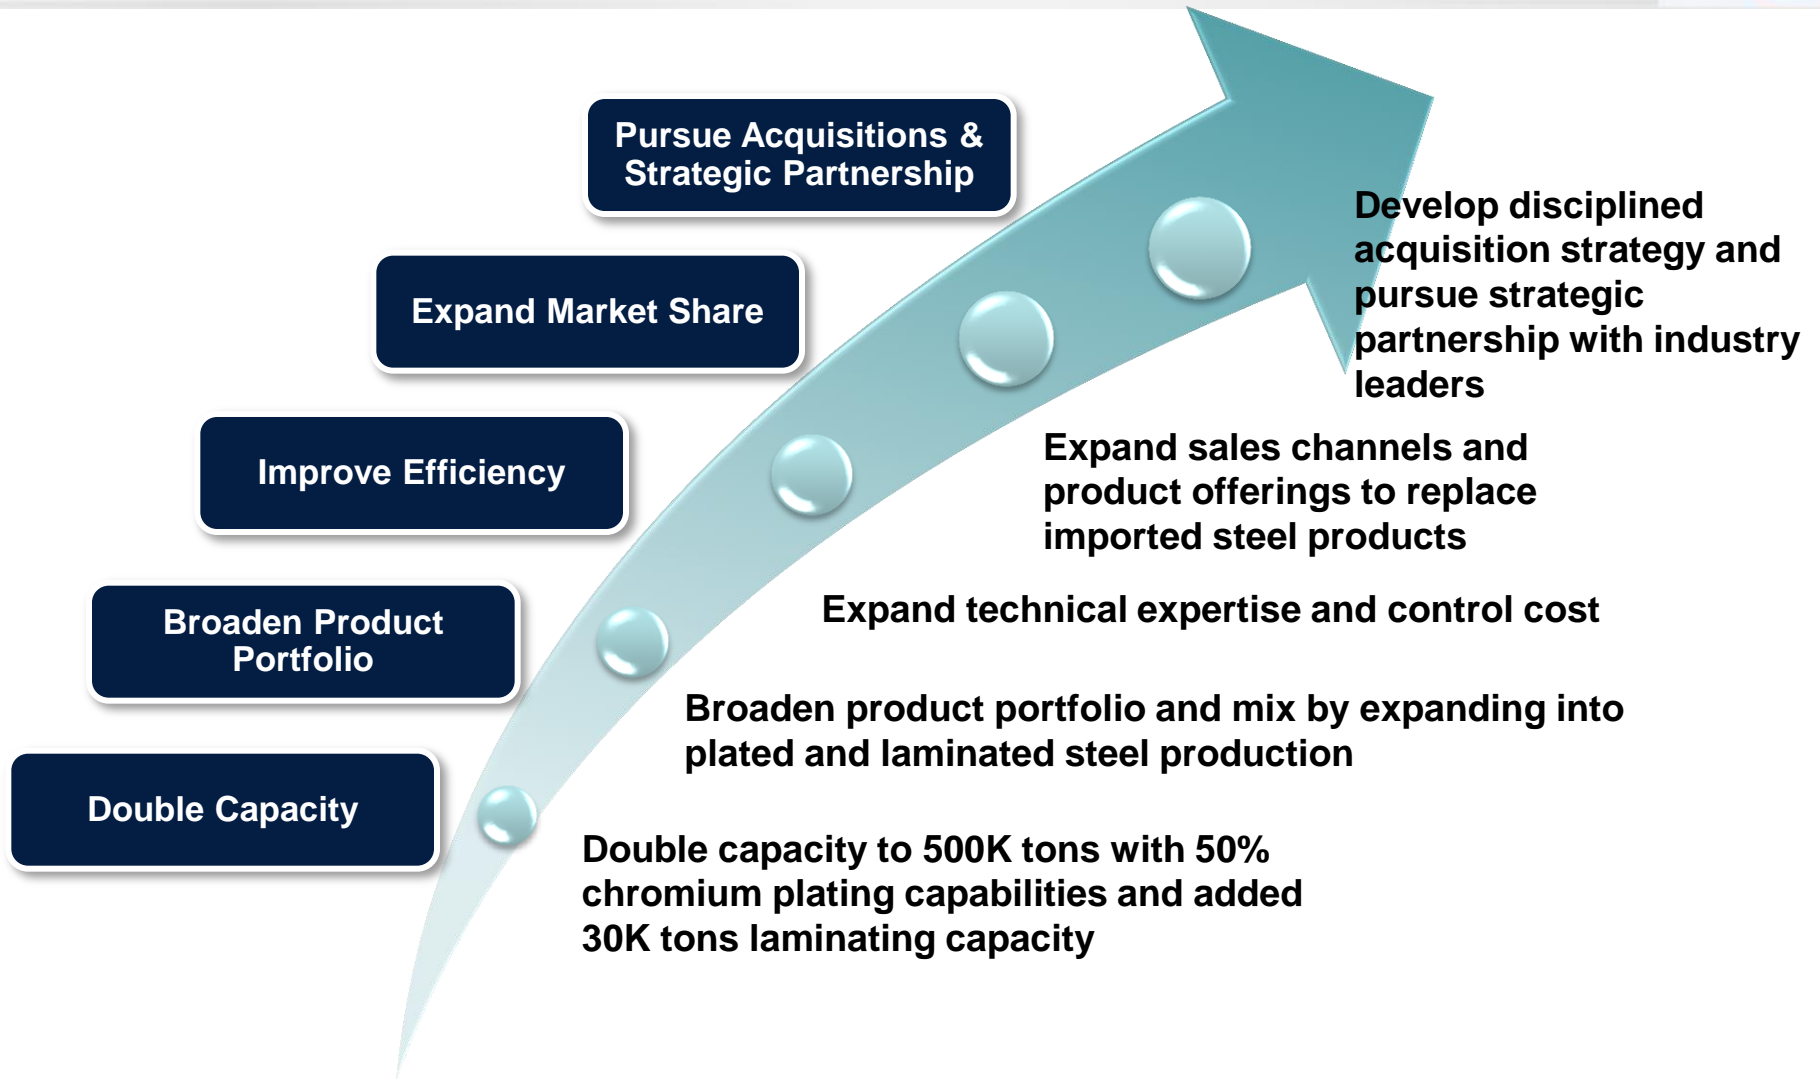 Pursue Acquisitions &
Strategic Partnership
Develop disciplined
acquisition strategy and
pursue strategic
partnership with industry
leaders
Expand Market Share
Expand sales channels and
product offerings to replace
imported steel products
Improve Efficiency
Expand technical expertise and control cost
Broaden Product
Portfolio
Broaden product portfolio and mix by expanding into
plated and laminated steel production
Double Capacity
Double capacity to 500K tons with 50%
chromium plating capabilities and added
30K tons laminating capacity